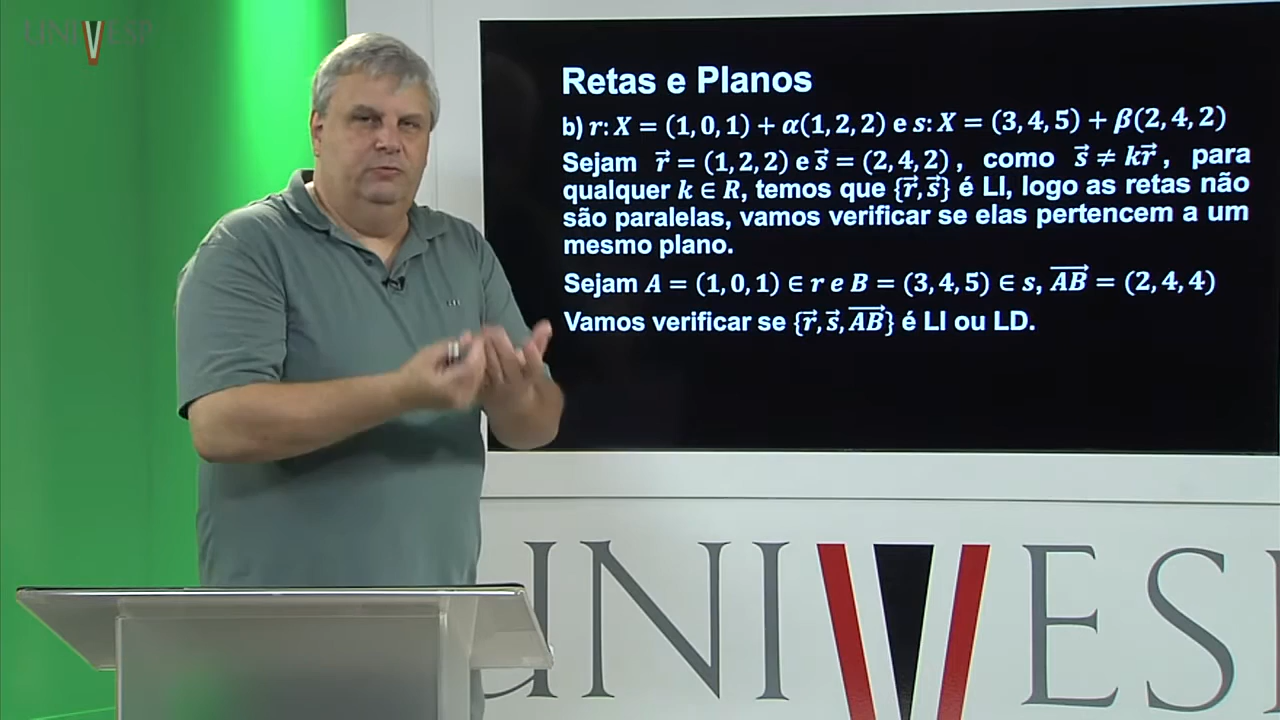 UNIVESP
Retas e Planos
b) r: X = (1, 0, 1) + α(1, 2, 2) e s: X = (3, 4, 5) + β(2, 4, 2)
Sejam r⃗ = (1, 2, 2) e s⃗ = (2, 4, 2) , como s⃗ ≠ kr⃗ , para
qualquer k ∈ R, temos que {r⃗, s⃗} é LI, logo as retas não
são paralelas, vamos verificar se elas pertencem a um
mesmo plano.
Sejam A = (1, 0, 1) ∈ r e B = (3, 4, 5) ∈ s, \overrightarrow{AB} = (2, 4, 4)
Vamos verificar se {r⃗, s⃗, \overrightarrow{AB}} é LI ou LD.
UNIVESP